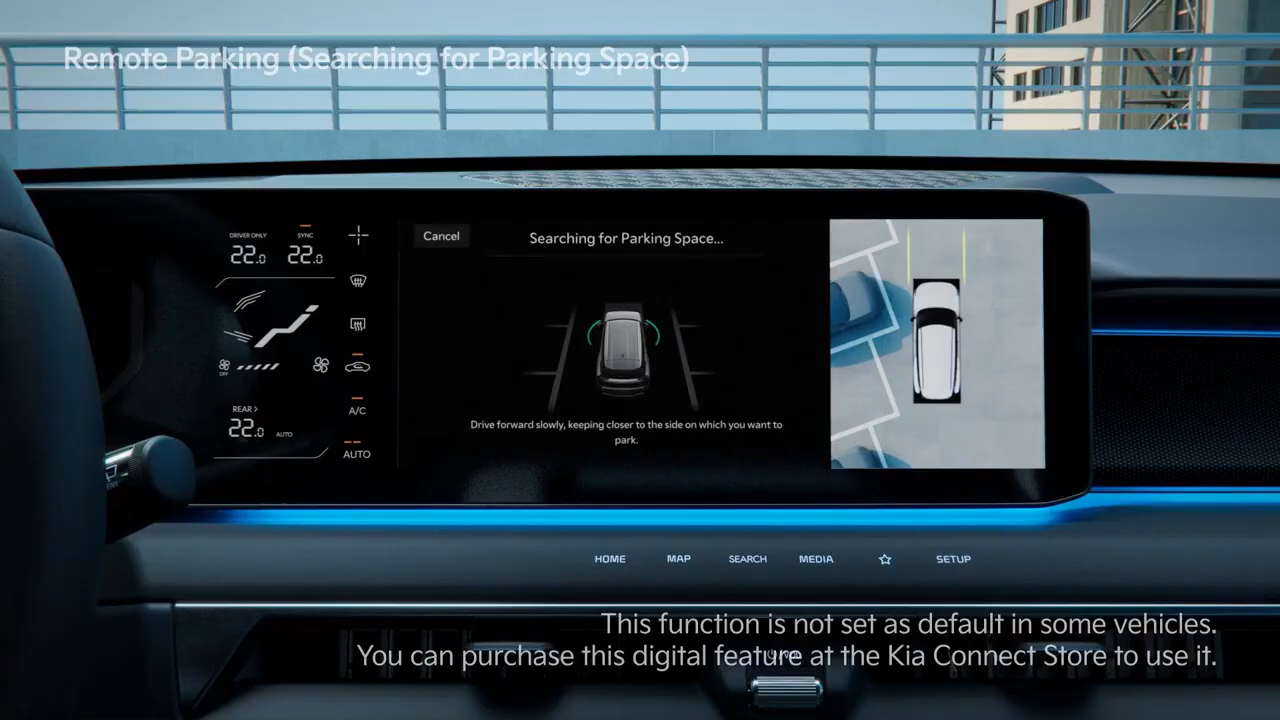 Remote Parking (Searching for Parking Space)
DRIVER ONLY
SYNC
22.0
22.0
Cancel
Searching for Parking Space...
OFF
A/C
REAR >
22.0
AUTO
AUTO
Drive forward slowly, keeping closer to the side on which you want to
park.
HOME
MAP
SEARCH
MEDIA
SETUP
This function is not set as default in some vehicles.
You can purchase this digital feature at the Kia Connect Store to use it.